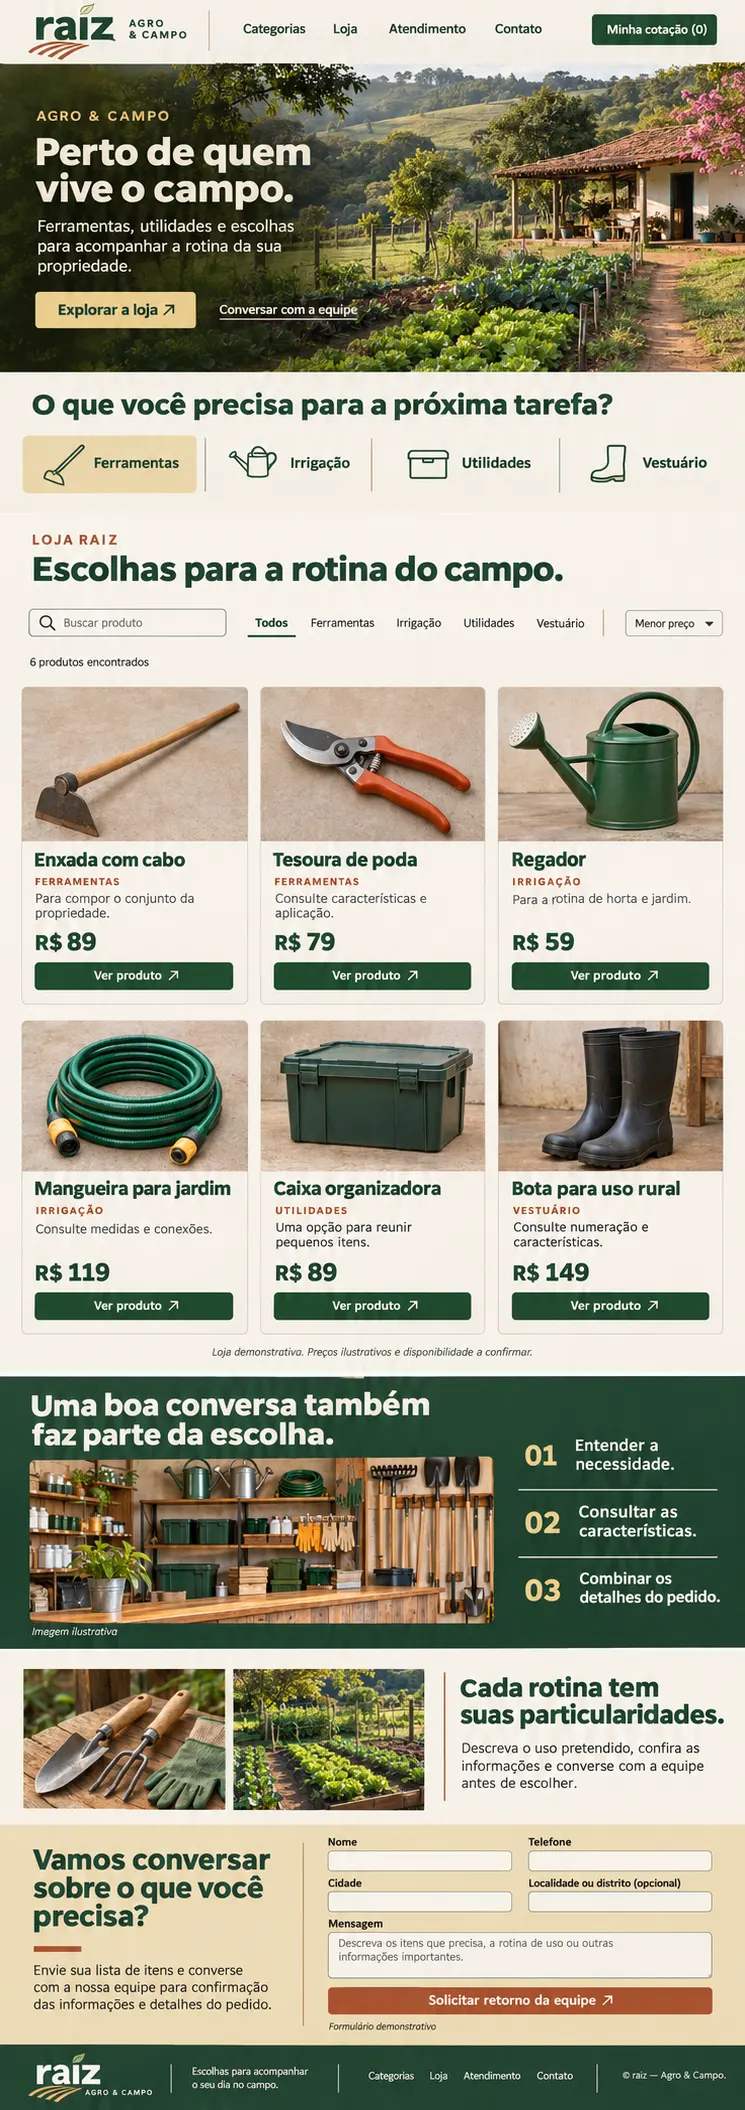 raíz
AGRO
& CAMPO
Categorias
Loja
Atendimento
Contato
Minha cotação (0)
AGRO & CAMPO
Perto de quem
vive o campo.
Ferramentas, utilidades e escolhas
para acompanhar a rotina da sua
propriedade.
Explorar a loja ↗
Conversar com a equipe
O que você precisa para a próxima tarefa?
Ferramentas
Irrigação
Utilidades
Vestuário
LOJA RAIZ
Escolhas para a rotina do campo.
Buscar produto
Todos
Ferramentas
Irrigação
Utilidades
Vestuário
Menor preço
6 produtos encontrados
Enxada com cabo
FERRAMENTAS
Para compor o conjunto da
propriedade.
R$ 89
Ver produto ↗
Tesoura de poda
FERRAMENTAS
Consulte características e
aplicação.
R$ 79
Ver produto ↗
Regador
IRRIGAÇÃO
Para a rotina de horta e jardim.
R$ 59
Ver produto ↗
Mangueira para jardim
IRRIGAÇÃO
Consulte medidas e conexões.
R$ 119
Ver produto ↗
Caixa organizadora
UTILIDADES
Uma opção para reunir
pequenos itens.
R$ 89
Ver produto ↗
Bota para uso rural
VESTUÁRIO
Consulte numeração e
características.
R$ 149
Ver produto ↗
Loja demonstrativa. Preços ilustrativos e disponibilidade a confirmar.
Uma boa conversa também
faz parte da escolha.
01
Entender a
necessidade.
02
Consultar as
características.
03
Combinar os
detalhes do pedido.
Imegem ilustrativa
Cada rotina tem
suas particularidades.
Descreva o uso pretendido, confira as
informações e converse com a equipe
antes de escolher.
Vamos conversar
sobre o que você
precisa?
Envie sua lista de itens e converse
com a nossa equipe para confirmação
das informações e detalhes do pedido.
Nome
Telefone
Cidade
Localidade ou distrito (opcional)
Mensagem
Descreva os itens que precisa, a rotina de uso ou outras
informações importantes.
Solicitar retorno da equipe ↗
Formulário demonstrativo
raíz
AGRO & CAMPO
Escolhas para acompanhar
o seu dia no campo.
Categorias
Loja
Atendimento
Contato
© raiz — Agro & Campo.